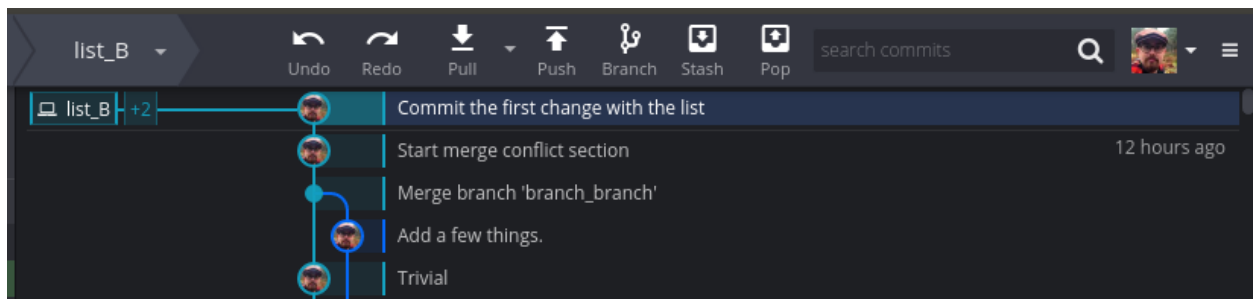 list_B
Undo Redo Pull Push Branch Stash Pop search commits
list_B +2 Commit the first change with the list
Start merge conflict section 12 hours ago
Merge branch 'branch_branch'
Add a few things.
Trivial